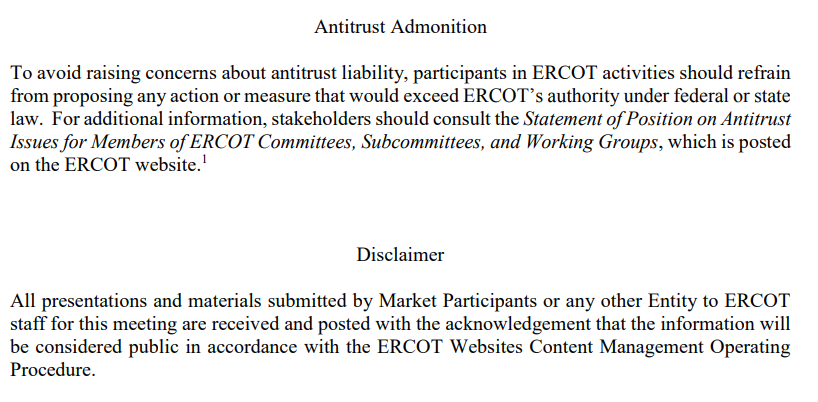 Antitrust Admonition
To avoid raising concerns about antitrust liability, participants in ERCOT activities should refrain
from proposing any action or measure that would exceed ERCOT’s authority under federal or state
law.  For additional information, stakeholders should consult the Statement of Position on Antitrust
Issues for Members of ERCOT Committees, Subcommittees, and Working Groups, which is posted
on the ERCOT website.1
Disclaimer
All presentations and materials submitted by Market Participants or any other Entity to ERCOT
staff for this meeting are received and posted with the acknowledgement that the information will
be considered public in accordance with the ERCOT Websites Content Management Operating
Procedure.